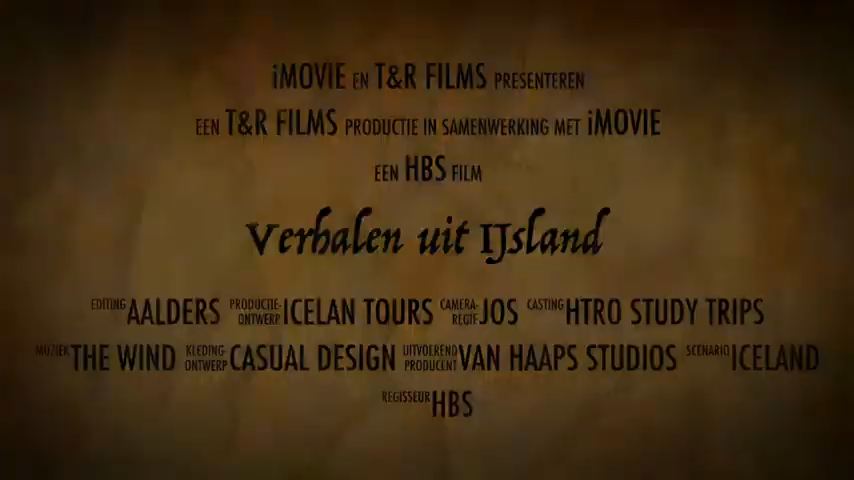 iMOVIE EN T&R FILMS PRESENTEREN
EEN T&R FILMS PRODUCTIE IN SAMENWERKING MET iMOVIE
EEN HBS FILM
Verhalen uit IJsland
EDITING AALDERS PRODUCTIE-ONTWERP ICELAN TOURS CAMERA-REGIE JOS CASTING HTRO STUDY TRIPS
MUZIEK THE WIND KLEDING-ONTWERP CASUAL DESIGN UITVOEREND PRODUCENT VAN HAAPS STUDIOS SCENARIO ICELAND
REGISSEUR HBS